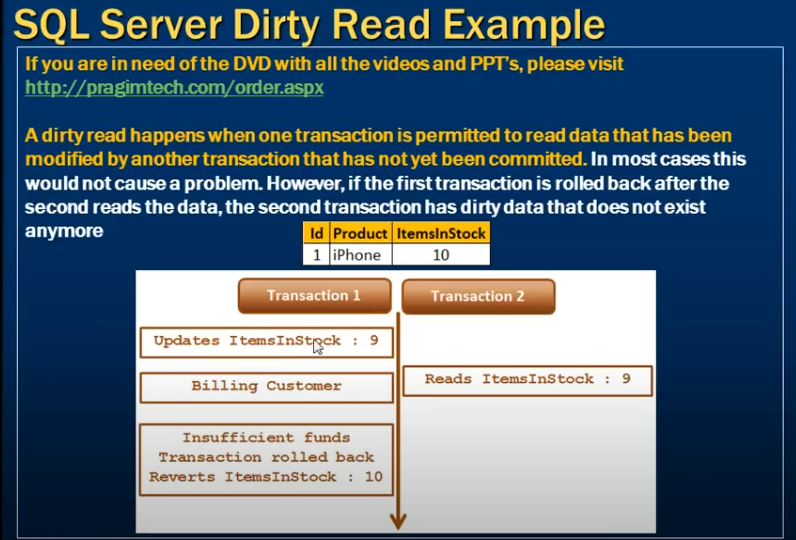 SQL Server Dirty Read Example
If you are in need of the DVD with all the videos and PPT's, please visit
http://pragimtech.com/order.aspx
A dirty read happens when one transaction is permitted to read data that has been
modified by another transaction that has not yet been committed. In most cases this
would not cause a problem. However, if the first transaction is rolled back after the
second reads the data, the second transaction has dirty data that does not exist
anymore
Id Product ItemsInStock
1 iPhone 10
Transaction 1 Transaction 2
Updates ItemsInStock : 9
Reads ItemsInStock : 9
Billing Customer
Insufficient funds
Transaction rolled back
Reverts ItemsInStock : 10